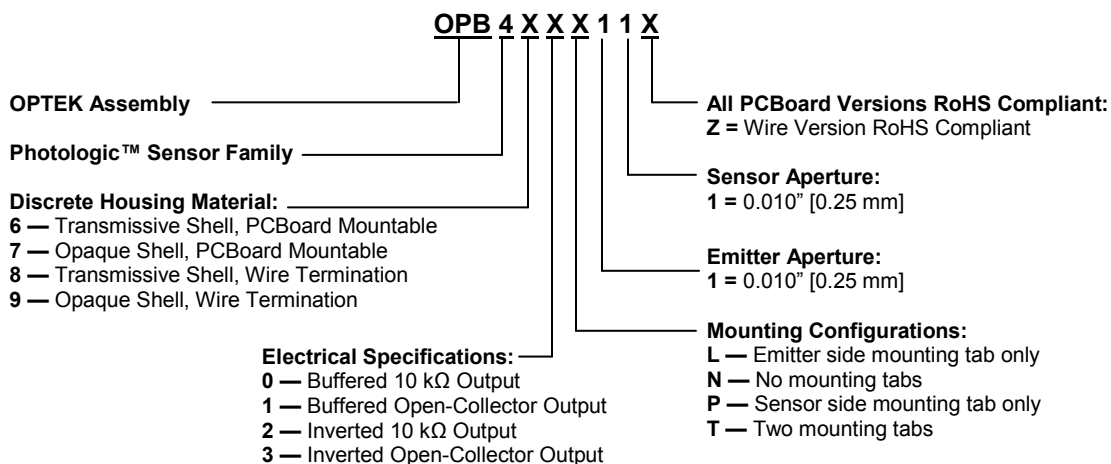 OPB 4 X X X 1 1 X
OPTEK Assembly
Photologic™ Sensor Family
Discrete Housing Material:
6 — Transmissive Shell, PCBoard Mountable
7 — Opaque Shell, PCBoard Mountable
8 — Transmissive Shell, Wire Termination
9 — Opaque Shell, Wire Termination
Electrical Specifications:
0 — Buffered 10 kΩ Output
1 — Buffered Open-Collector Output
2 — Inverted 10 kΩ Output
3 — Inverted Open-Collector Output
All PCBoard Versions RoHS Compliant:
Z = Wire Version RoHS Compliant
Sensor Aperture:
1 = 0.010” [0.25 mm]
Emitter Aperture:
1 = 0.010” [0.25 mm]
Mounting Configurations:
L — Emitter side mounting tab only
N — No mounting tabs
P — Sensor side mounting tab only
T — Two mounting tabs